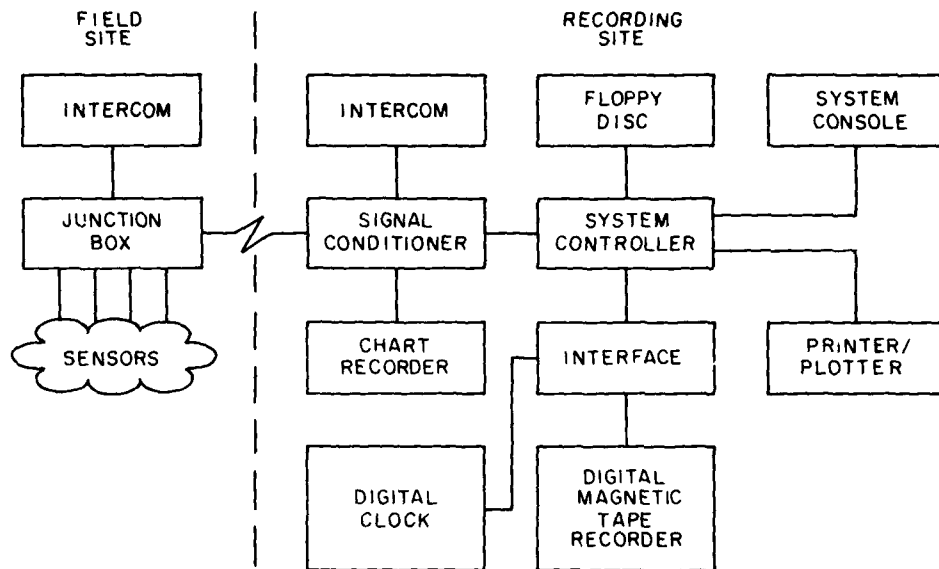 FIELD
SITE
RECORDING
SITE
INTERCOM
INTERCOM
FLOPPY
DISC
SYSTEM
CONSOLE
JUNCTION
BOX
SIGNAL
CONDITIONER
SYSTEM
CONTROLLER
SENSORS
CHART
RECORDER
INTERFACE
PRINTER/
PLOTTER
DIGITAL
CLOCK
DIGITAL
MAGNETIC
TAPE
RECORDER